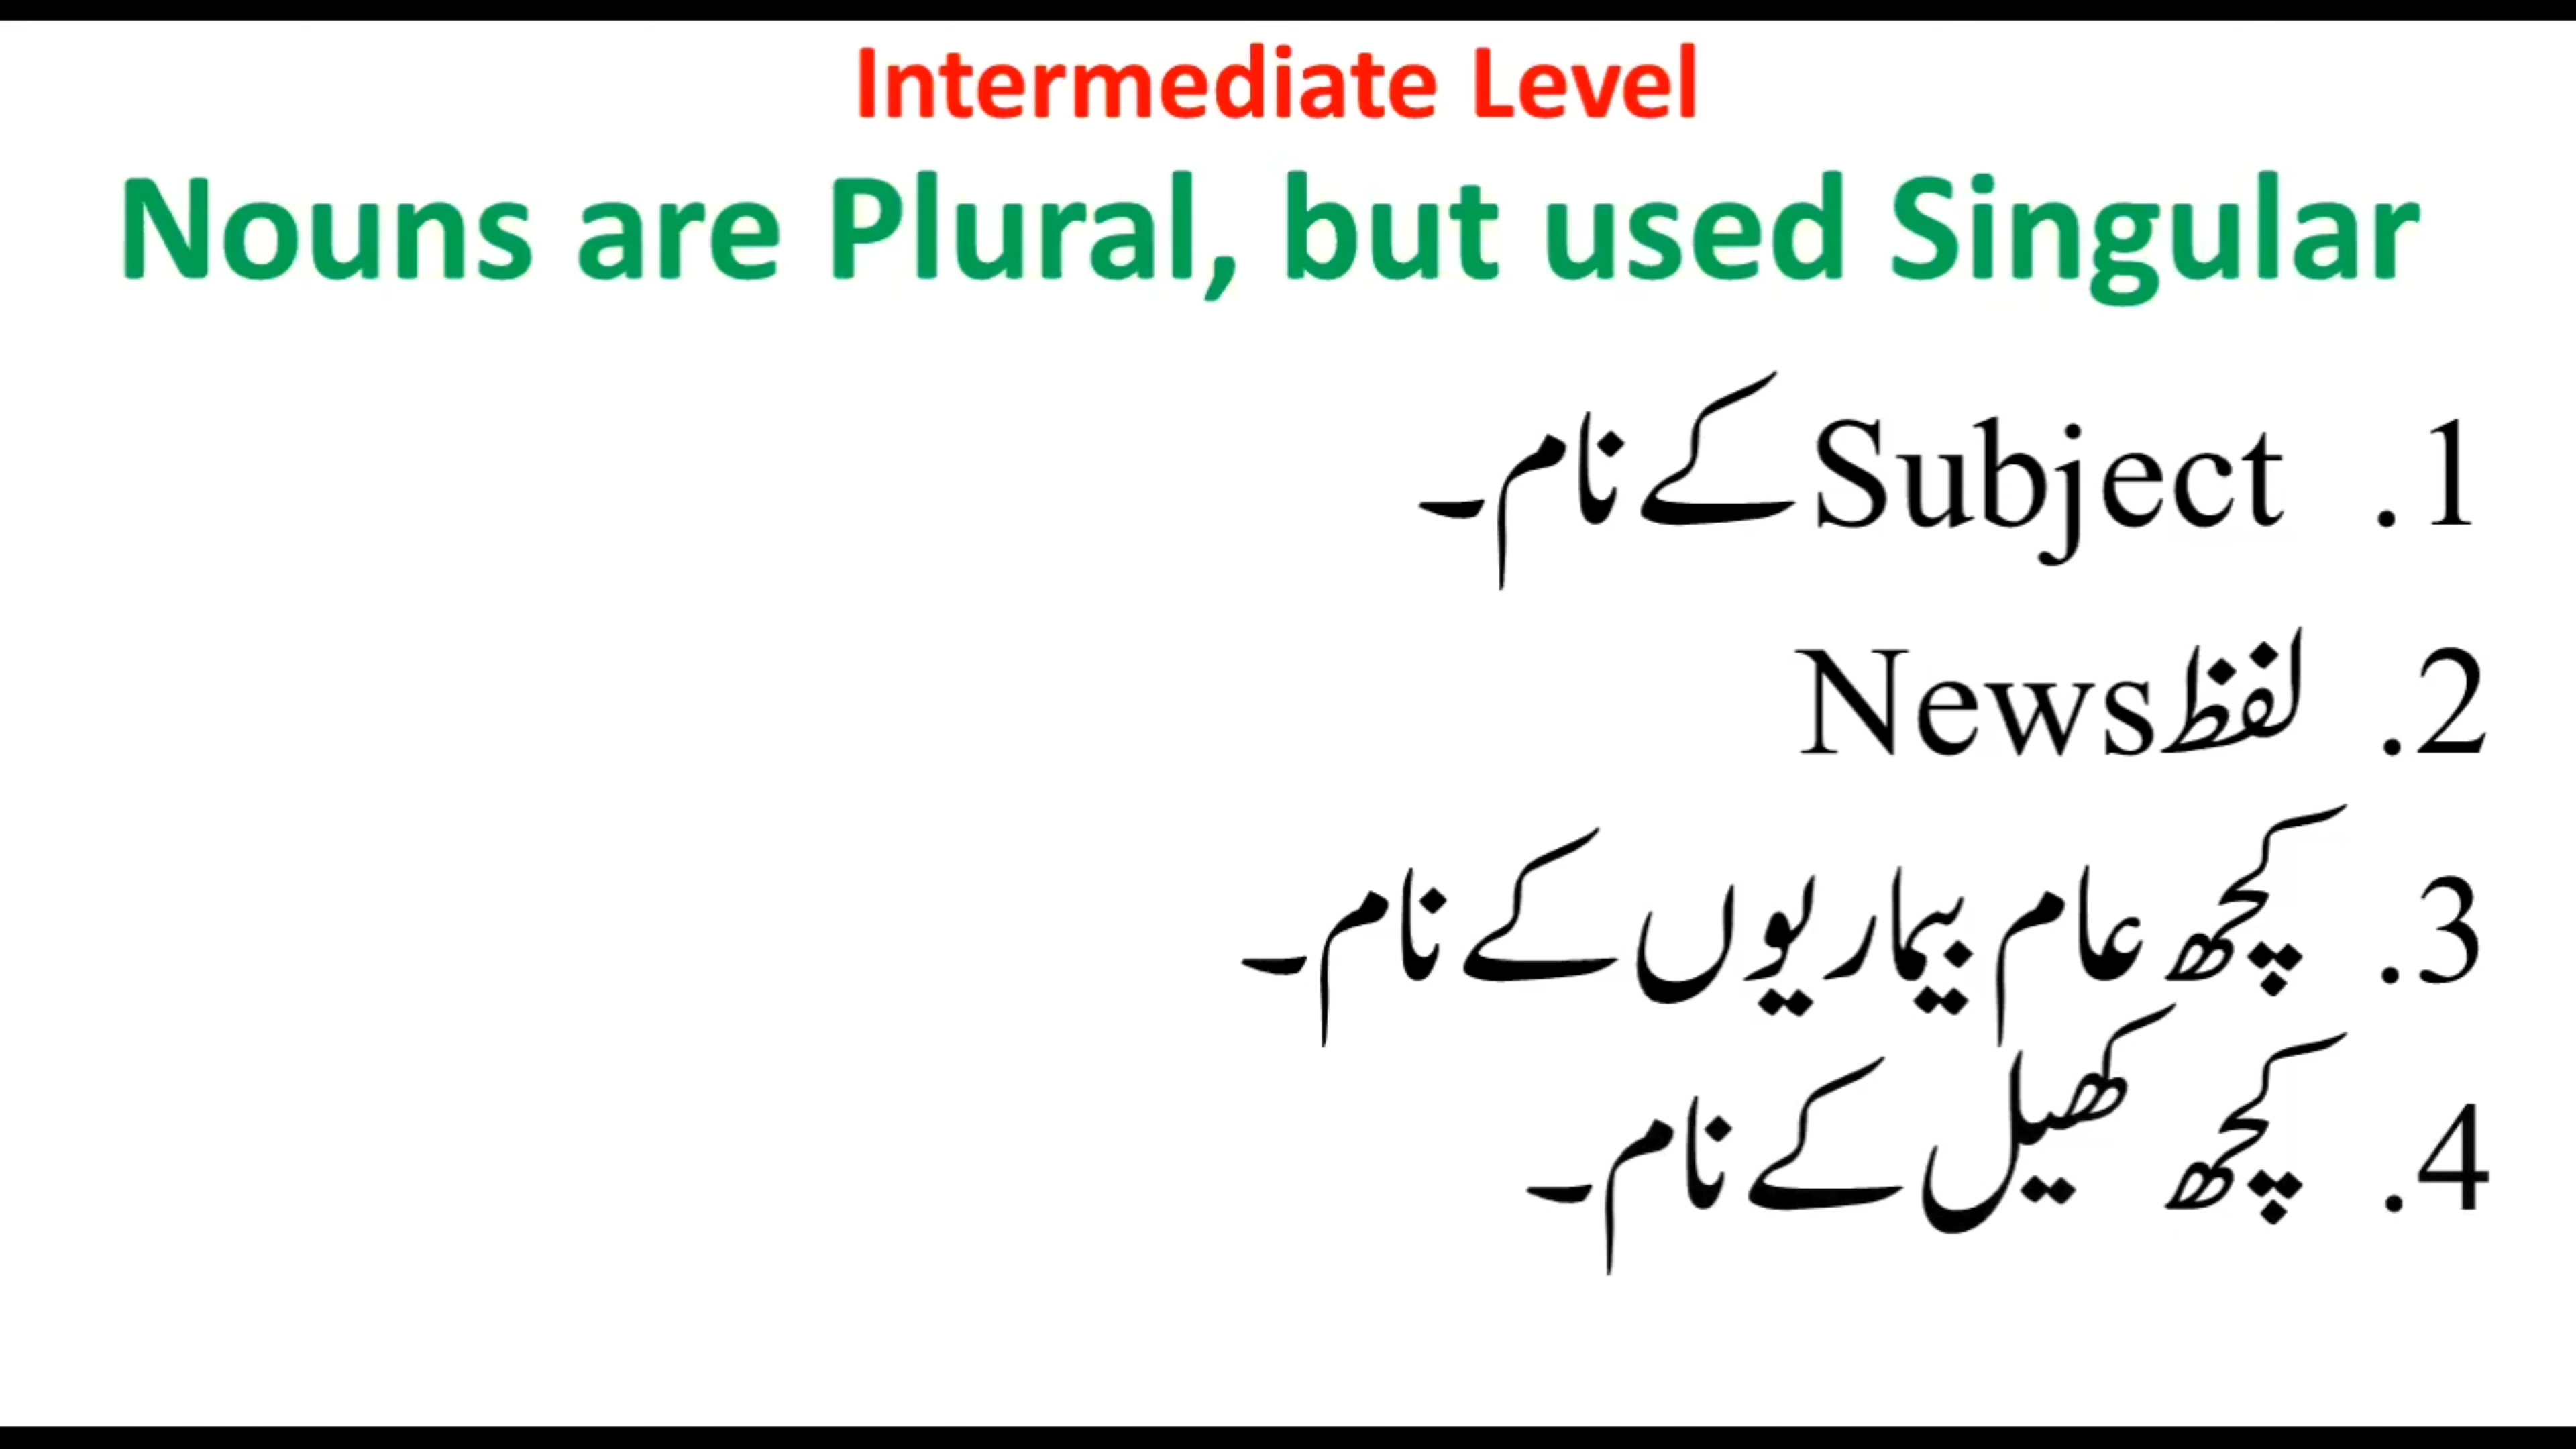 Intermediate Level
Nouns are Plural, but used Singular
1. Subject کے نام۔
2. لفظ News
3. کچھ عام بیماریوں کے نام۔
4. کچھ کھیل کے نام۔